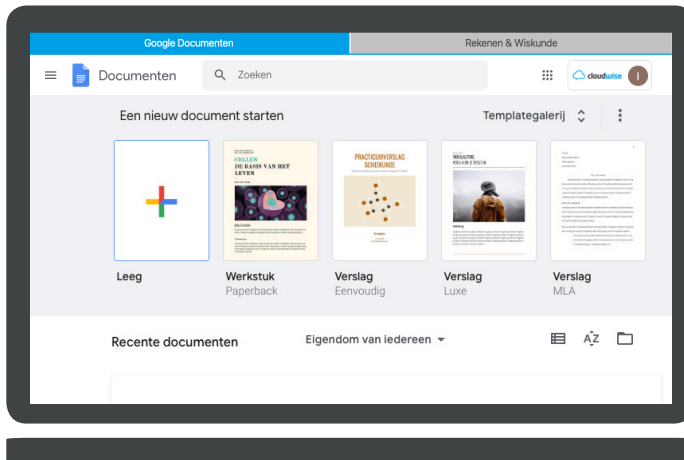 Google Documenten
Rekenen & Wiskunde
Documenten
Zoeken
cloudwise
I
Een nieuw document starten
Templategalerij
CELLEN
DE BASIS VAN HET
LEVEN
PRACTICUMVERSLAG
SCHEIKUNDE
Leeg
Werkstuk
Paperback
Verslag
Eenvoudig
Verslag
Luxe
Verslag
MLA
Recente documenten
Eigendom van iedereen
AZ